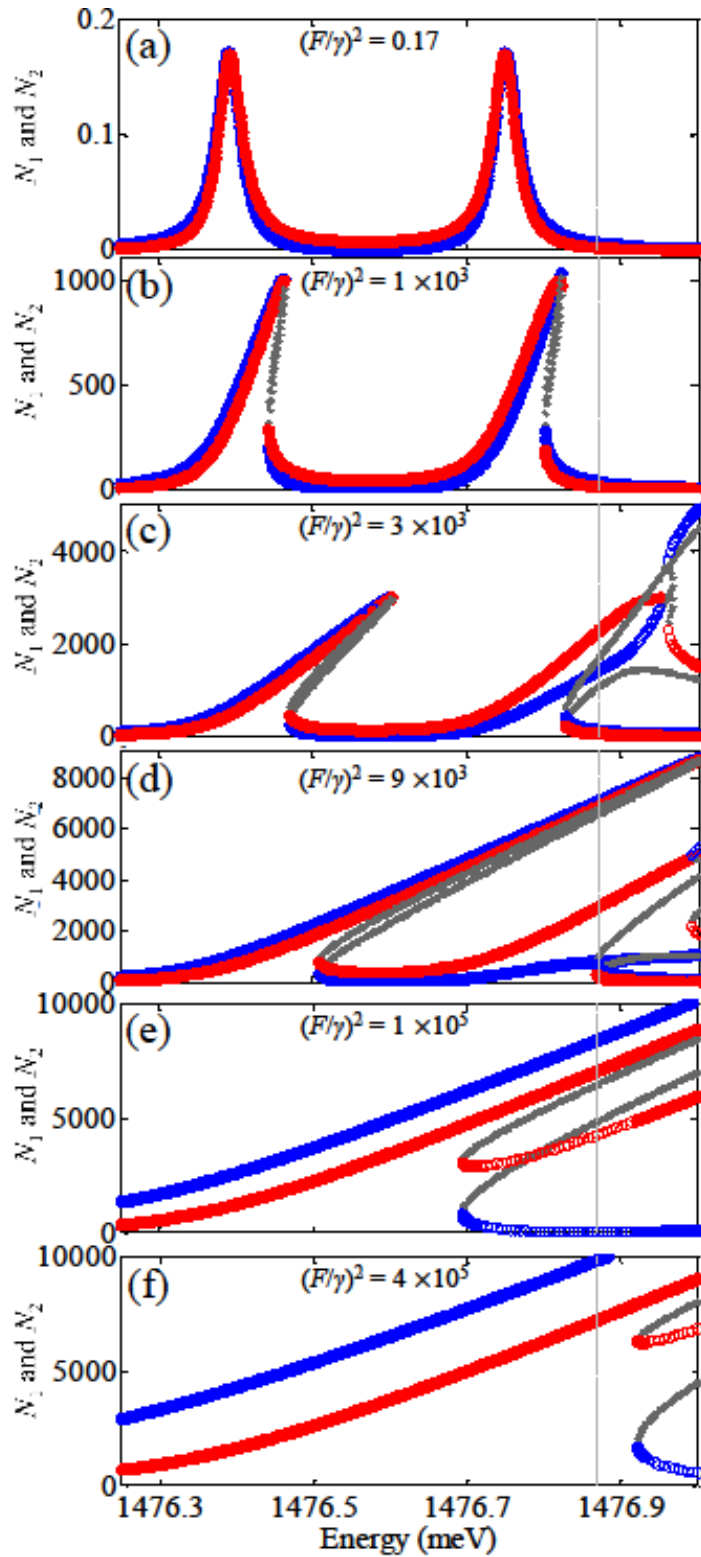 (a)
(F/γ)² = 0.17
0.2
0.1
0
N₁ and N₂
(b)
(F/γ)² = 1 ×10³
1000
500
0
N₁ and N₂
(c)
(F/γ)² = 3 ×10³
4000
2000
0
N₁ and N₂
(d)
(F/γ)² = 9 ×10³
8000
6000
4000
2000
0
N₁ and N₂
(e)
(F/γ)² = 1 ×10⁵
10000
5000
0
N₁ and N₂
(f)
(F/γ)² = 4 ×10⁵
10000
5000
0
N₁ and N₂
1476.3 1476.5 1476.7 1476.9
Energy (meV)